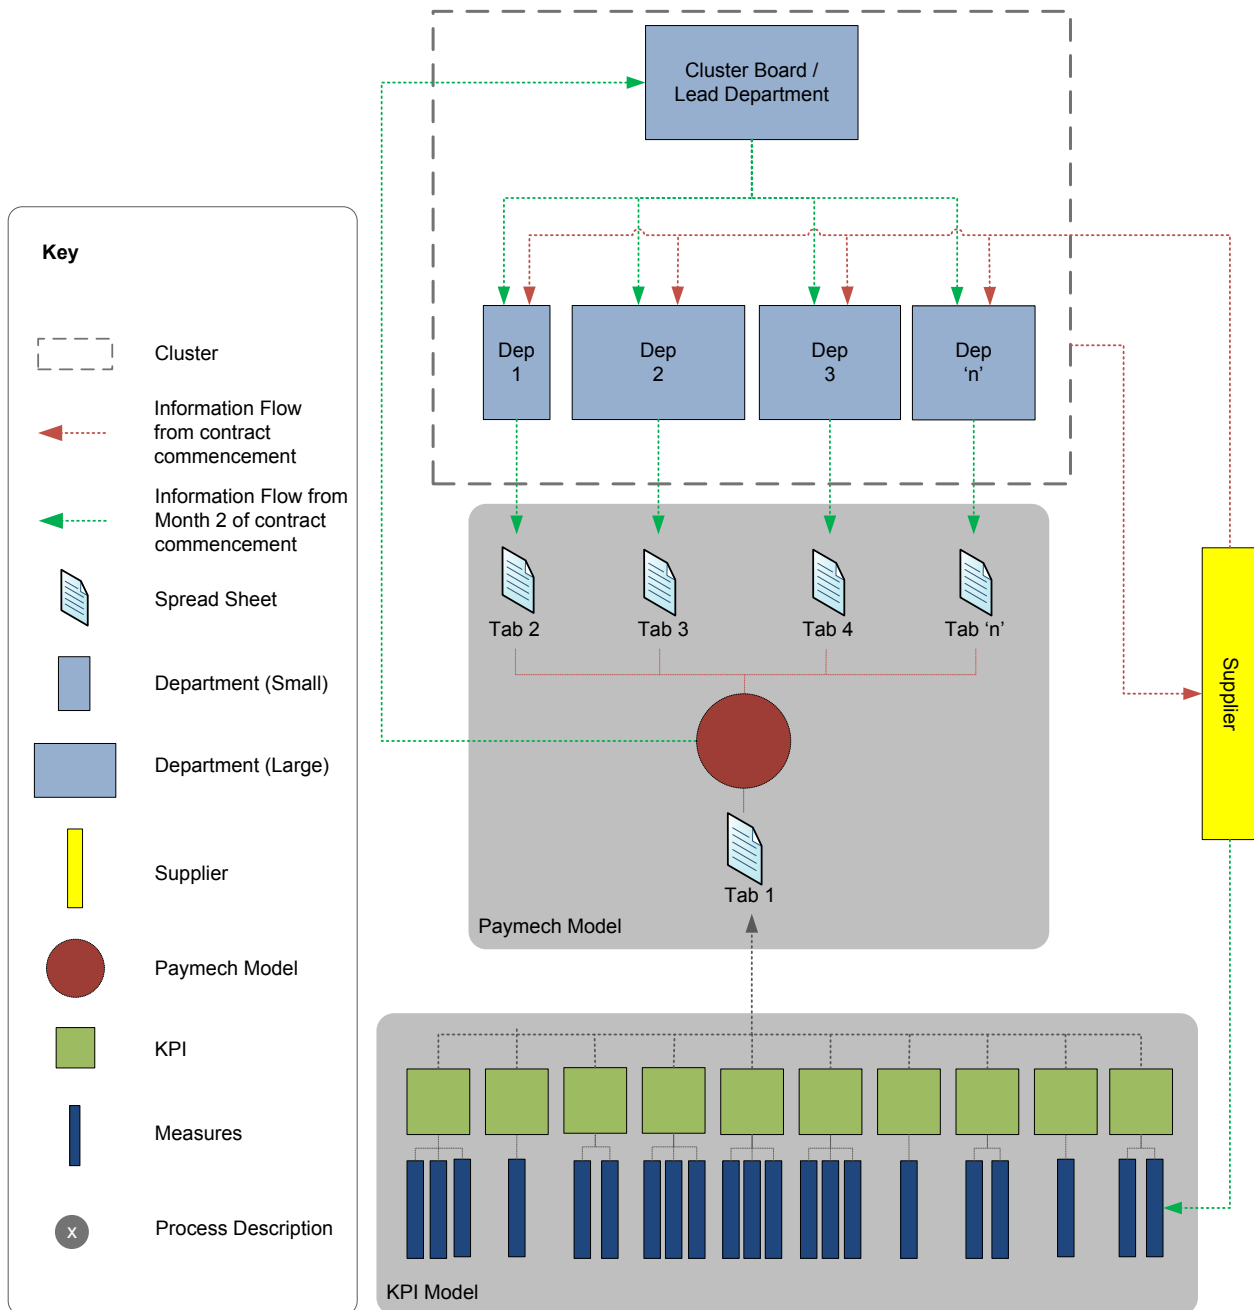 Cluster Board /
Lead Department
Key
Cluster
Information Flow
from contract
commencement
Information Flow from
Month 2 of contract
commencement
Spread Sheet
Department (Small)
Department (Large)
Supplier
Paymech Model
KPI
Measures
x
Process Description
Dep
1
Dep
2
Dep
3
Dep
‘n’
Tab 2
Tab 3
Tab 4
Tab ‘n’
Supplier
Tab 1
Paymech Model
KPI Model